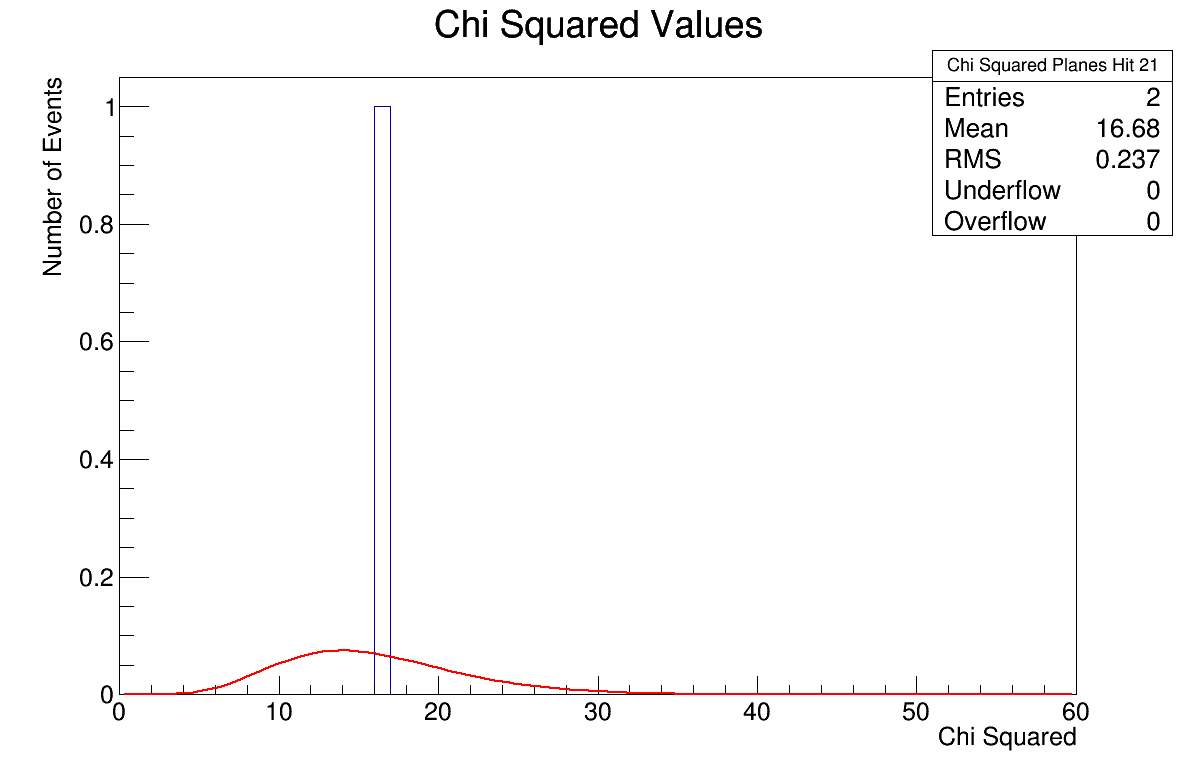 Chi Squared Values
Chi Squared Planes Hit 21
Entries 2
Mean 16.68
RMS 0.237
Underflow 0
Overflow 0
Number of Events
1
0.8
0.6
0.4
0.2
0
0 10 20 30 40 50 60
Chi Squared